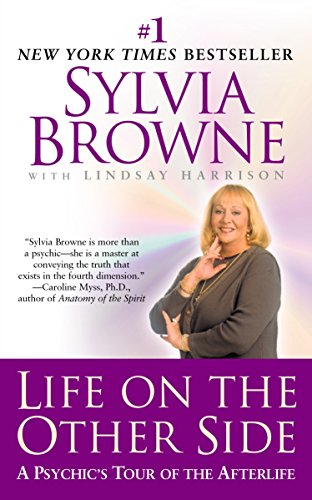 #1
NEW YORK TIMES BESTSELLER
SYLVIA
BROWNE
WITH LINDSAY HARRISON
“Sylvia Browne is more than
a psychic—she is a master at
conveying the truth that
exists in the fourth dimension.”
—Caroline Myss, Ph.D.,
author of Anatomy of the Spirit
LIFE ON THE
OTHER SIDE
A PSYCHIC'S TOUR OF THE AFTERLIFE